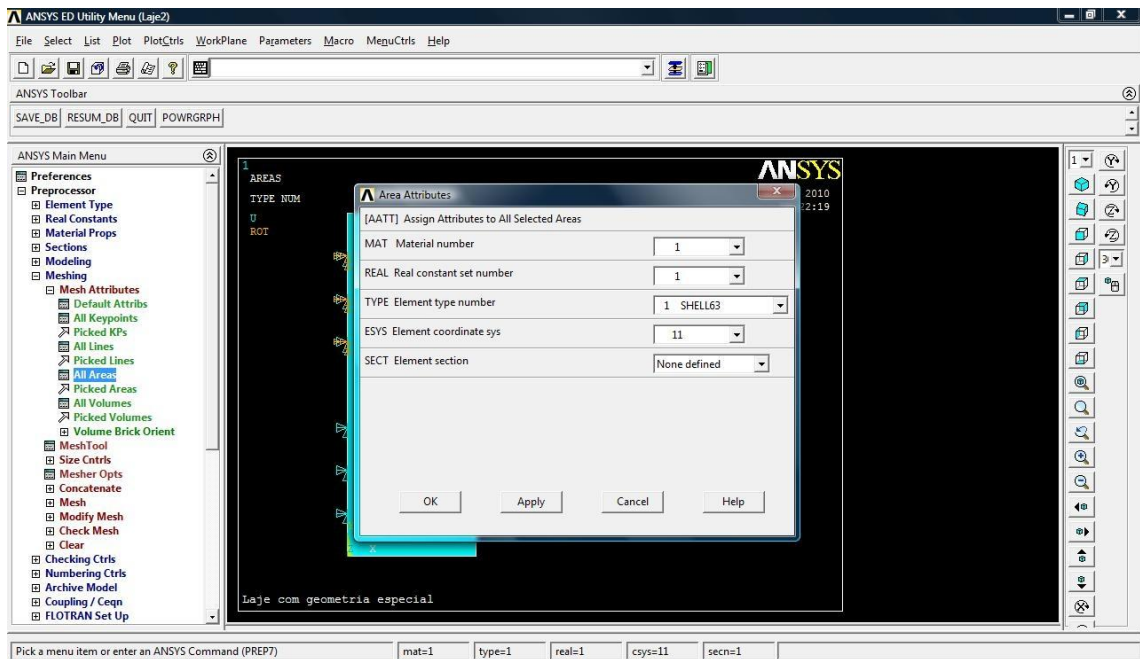 ANSYS ED Utility Menu (Laje2)
File Select List Plot PlotCtrls WorkPlane Parameters Macro MenuCtrls Help
ANSYS Toolbar
SAVE_DB RESUM_DB QUIT POWRGRPH
ANSYS Main Menu
Preferences
Preprocessor
Element Type
Real Constants
Material Props
Sections
Modeling
Meshing
Mesh Attributes
Default Attribs
All Keypoints
Picked KPs
All Lines
Picked Lines
All Areas
Picked Areas
All Volumes
Picked Volumes
Volume Brick Orient
MeshTool
Size Cntrls
Mesher Opts
Concatenate
Mesh
Modify Mesh
Check Mesh
Clear
Checking Ctrls
Numbering Ctrls
Archive Model
Coupling / Ceqn
FLOTRAN Set Up
1
AREAS
TYPE NUM
U
ROT
ANSYS
2010
2:19
Area Attributes
[AATT] Assign Attributes to All Selected Areas
MAT Material number 1
REAL Real constant set number 1
TYPE Element type number 1 SHELL63
ESYS Element coordinate sys 11
SECT Element section None defined
OK Apply Cancel Help
X
Laje com geometria especial
1
Pick a menu item or enter an ANSYS Command (PREP7) mat=1 type=1 real=1 csys=11 secn=1